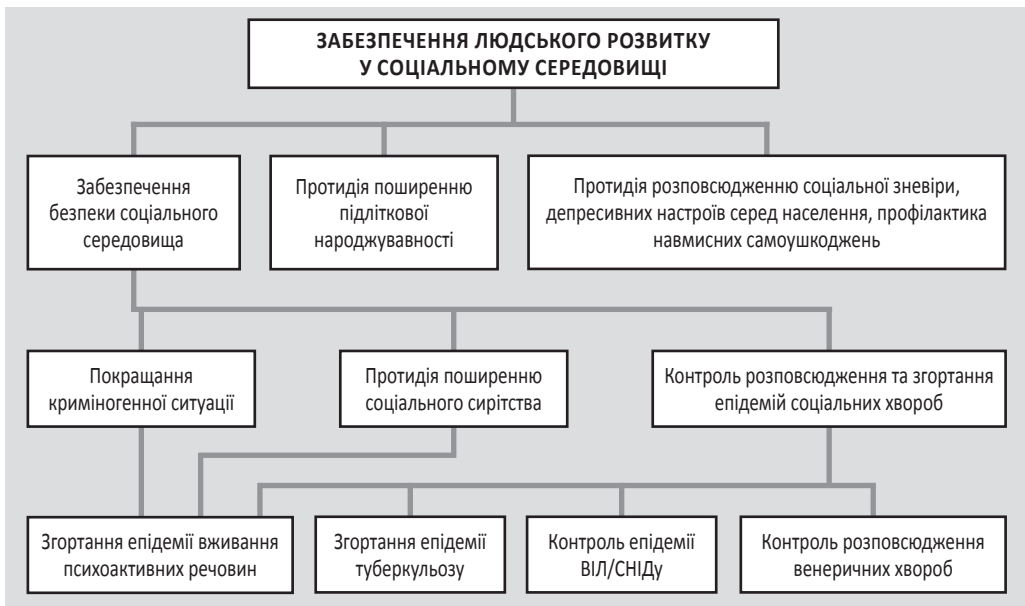 ЗАБЕЗПЕЧЕННЯ ЛЮДСЬКОГО РОЗВИТКУ
У СОЦІАЛЬНОМУ СЕРЕДОВИЩІ
Забезпечення
безпеки соціального
середовища
Протидія поширенню
підліткової
народжувавності
Протидія розповсюдженню соціальної зневіри,
депресивних настроїв серед населення, профілактика
навмисних самоушкоджень
Покращання
криміногенної ситуації
Протидія поширенню
соціального сирітства
Контроль розповсюдження та згортання
епідемій соціальних хвороб
Згортання епідемії вживання
психоактивних речовин
Згортання епідемії
туберкульозу
Контроль епідемії
ВІЛ/СНІДу
Контроль розповсюдження
венеричних хвороб